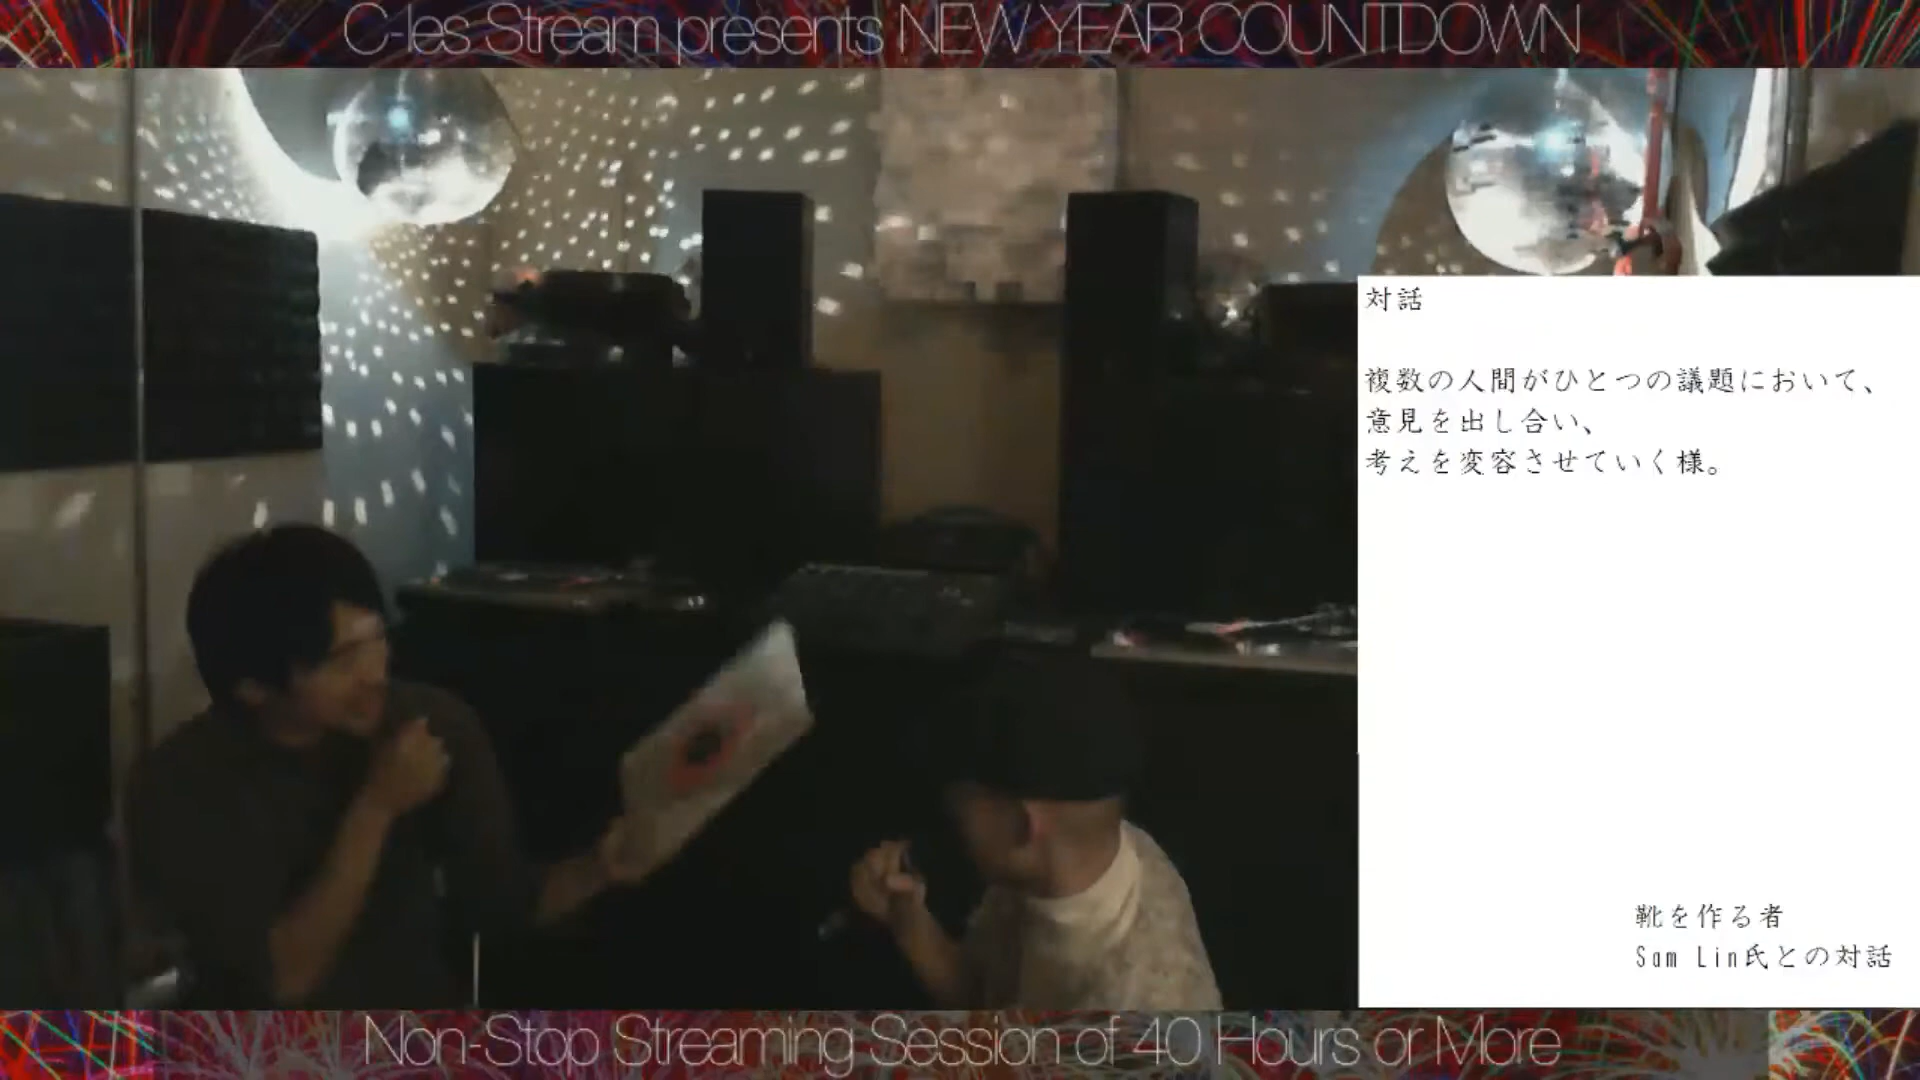 C-les Stream presents NEW YEAR COUNTDOWN
対話
複数の人間がひとつの議題において、
意見を出し合い、
考えを変容させていく様。
靴を作る者
Sam Lin氏との対話
Non-Stop Streaming Session of 40 Hours or More